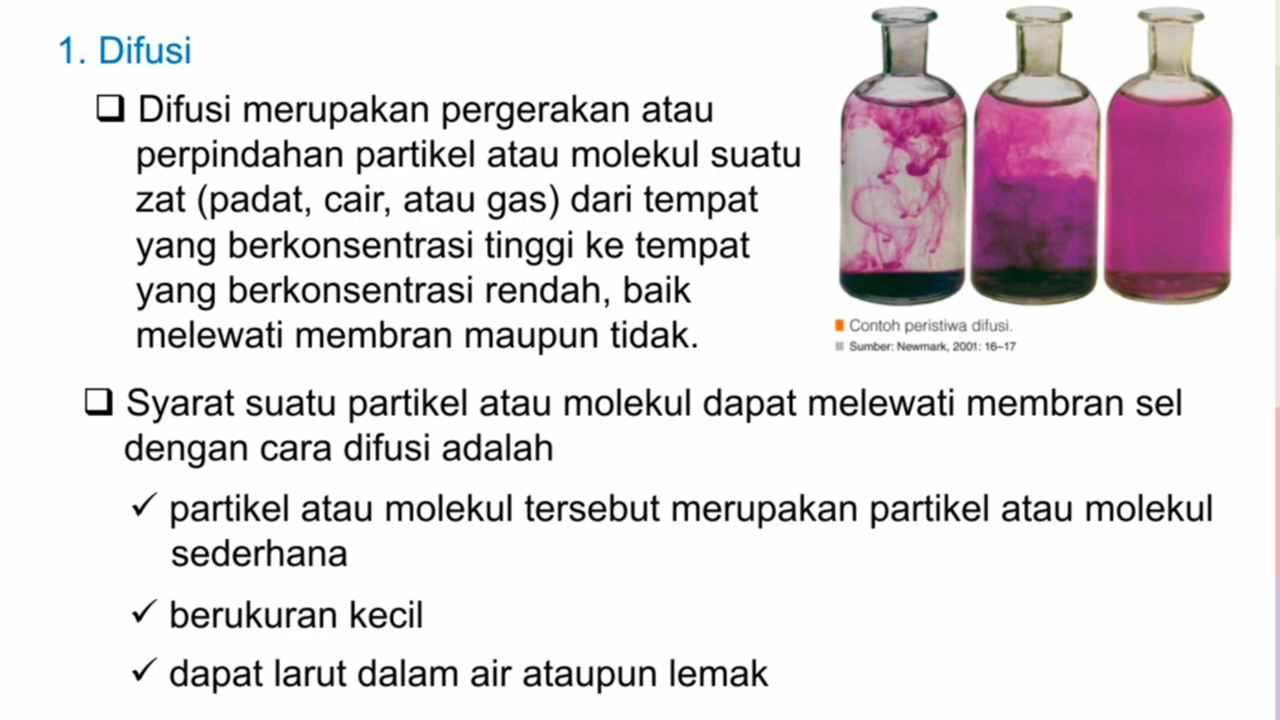 1. Difusi
❑ Difusi merupakan pergerakan atau
perpindahan partikel atau molekul suatu
zat (padat, cair, atau gas) dari tempat
yang berkonsentrasi tinggi ke tempat
yang berkonsentrasi rendah, baik
melewati membran maupun tidak.
Contoh peristiwa difusi.
Sumber: Newmark, 2001: 16–17
❑ Syarat suatu partikel atau molekul dapat melewati membran sel
dengan cara difusi adalah
✓ partikel atau molekul tersebut merupakan partikel atau molekul
sederhana
✓ berukuran kecil
✓ dapat larut dalam air ataupun lemak